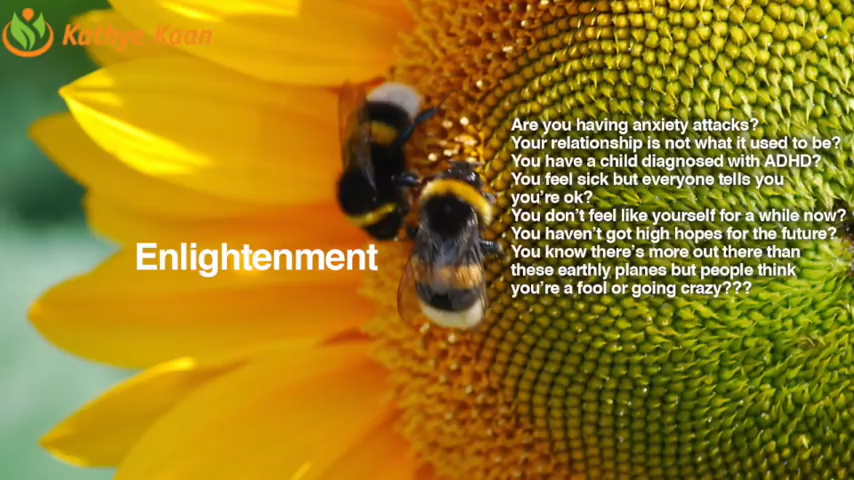 Kathye Kaan
Enlightenment
Are you having anxiety attacks?
Your relationship is not what it used to be?
You have a child diagnosed with ADHD?
You feel sick but everyone tells you
you're ok?
You don't feel like yourself for a while now?
You haven't got high hopes for the future?
You know there's more out there than
these earthly planes but people think
you're a fool or going crazy???